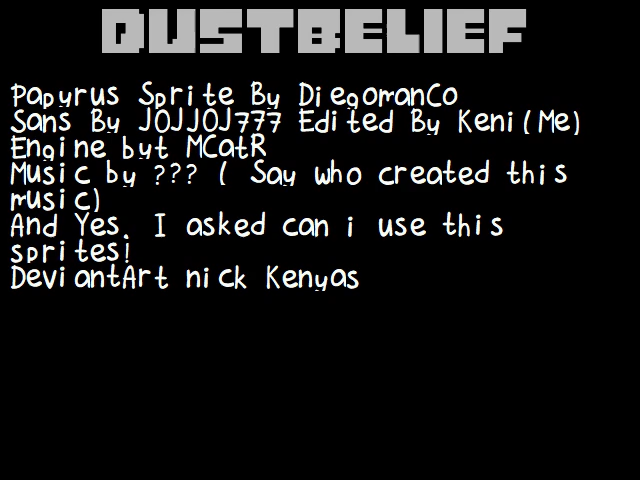 DUSTBELIEF
Papyrus Sprite By DiegomanCo
Sans By JOJJOJ777 Edited By Keni(Me)
Engine byt MCatR
Music by ??? ( Say who created this
music)
And Yes. I asked can i use this
sprites!
DeviantArt nick Kenyas